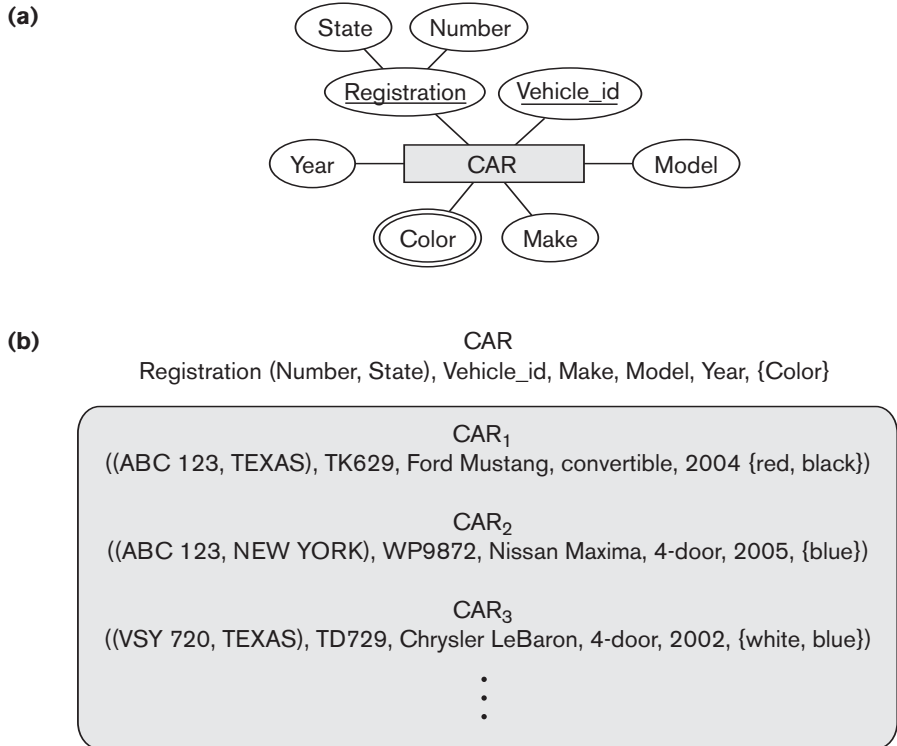 (a)
State Number
Registration Vehicle_id
Year CAR Model
Color Make
(b) CAR
Registration (Number, State), Vehicle_id, Make, Model, Year, {Color}
CAR₁
((ABC 123, TEXAS), TK629, Ford Mustang, convertible, 2004 {red, black})
CAR₂
((ABC 123, NEW YORK), WP9872, Nissan Maxima, 4-door, 2005, {blue})
CAR₃
((VSY 720, TEXAS), TD729, Chrysler LeBaron, 4-door, 2002, {white, blue})